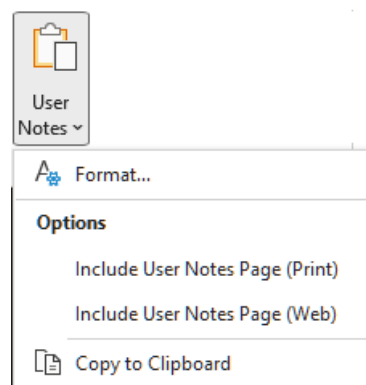 User
Notes
Format...
Options
Include User Notes Page (Print)
Include User Notes Page (Web)
Copy to Clipboard